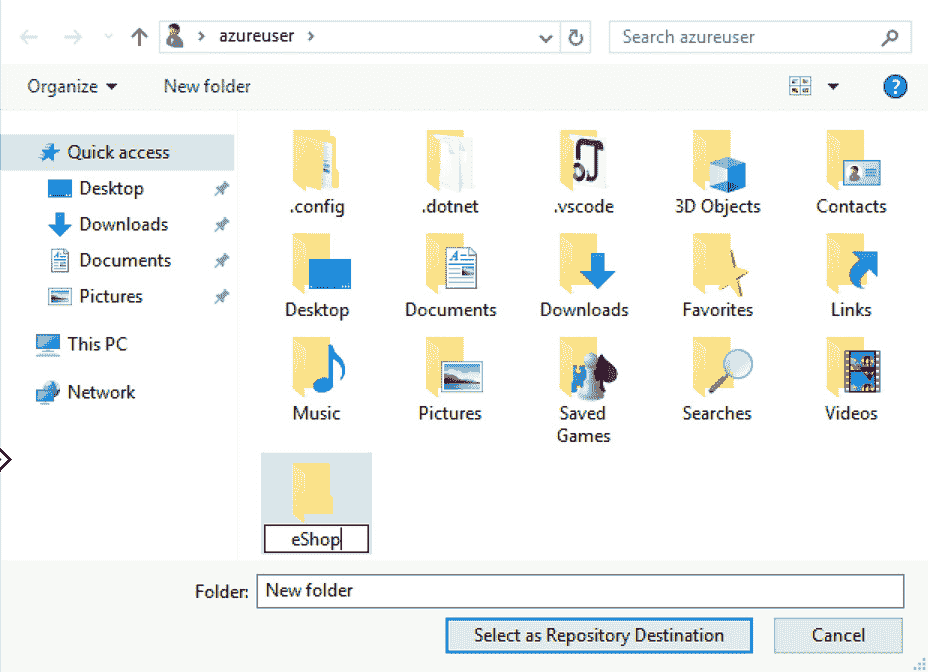 azureuser
Search azureuser
Organize
New folder
?
Quick access
Desktop
Downloads
Documents
Pictures
This PC
Network
.config
.dotnet
.vscode
3D Objects
Contacts
Desktop
Documents
Downloads
Favorites
Links
Music
Pictures
Saved
Games
Searches
Videos
eShop
Folder: New folder
Select as Repository Destination
Cancel